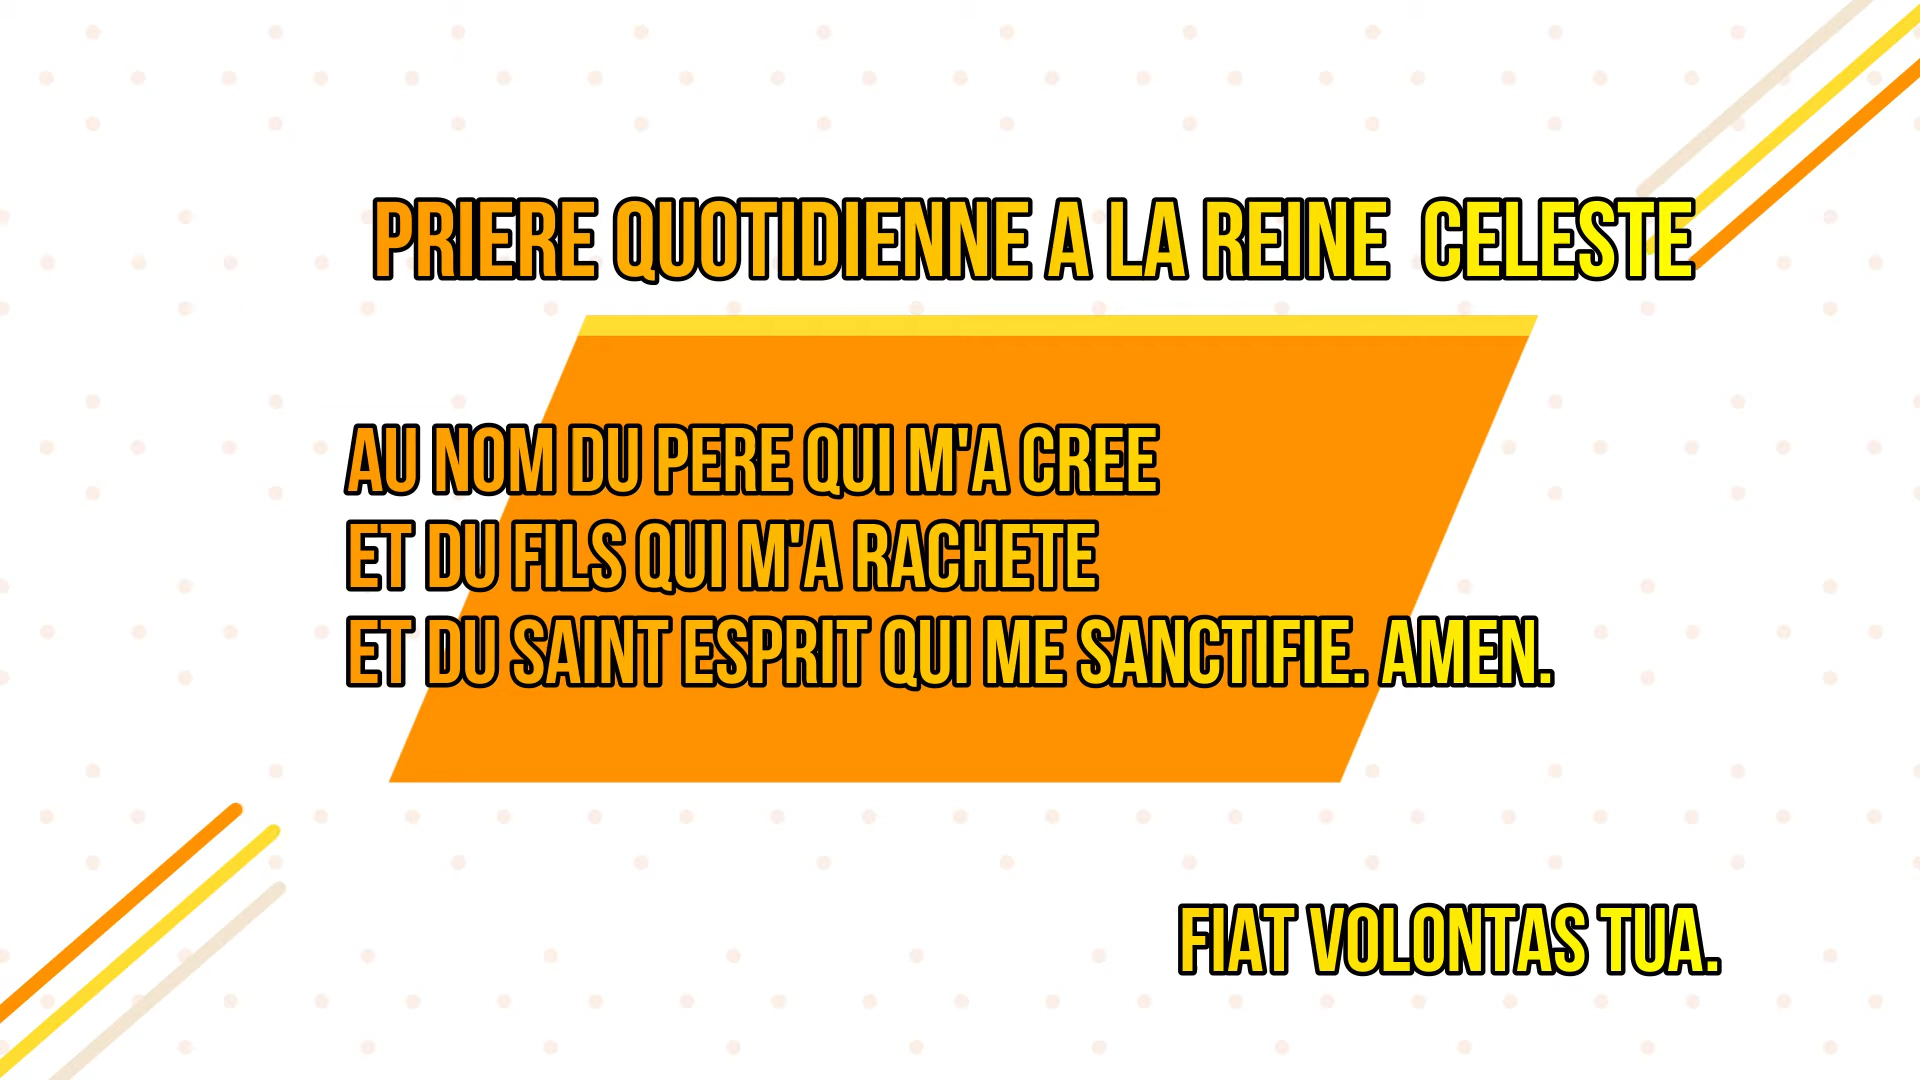 PRIERE QUOTIDIENNE A LA REINE CELESTE
AU NOM DU PERE QUI M'A CREE
ET DU FILS QUI M'A RACHETE
ET DU SAINT ESPRIT QUI ME SANCTIFIE. AMEN.
FIAT VOLONTAS TUA.